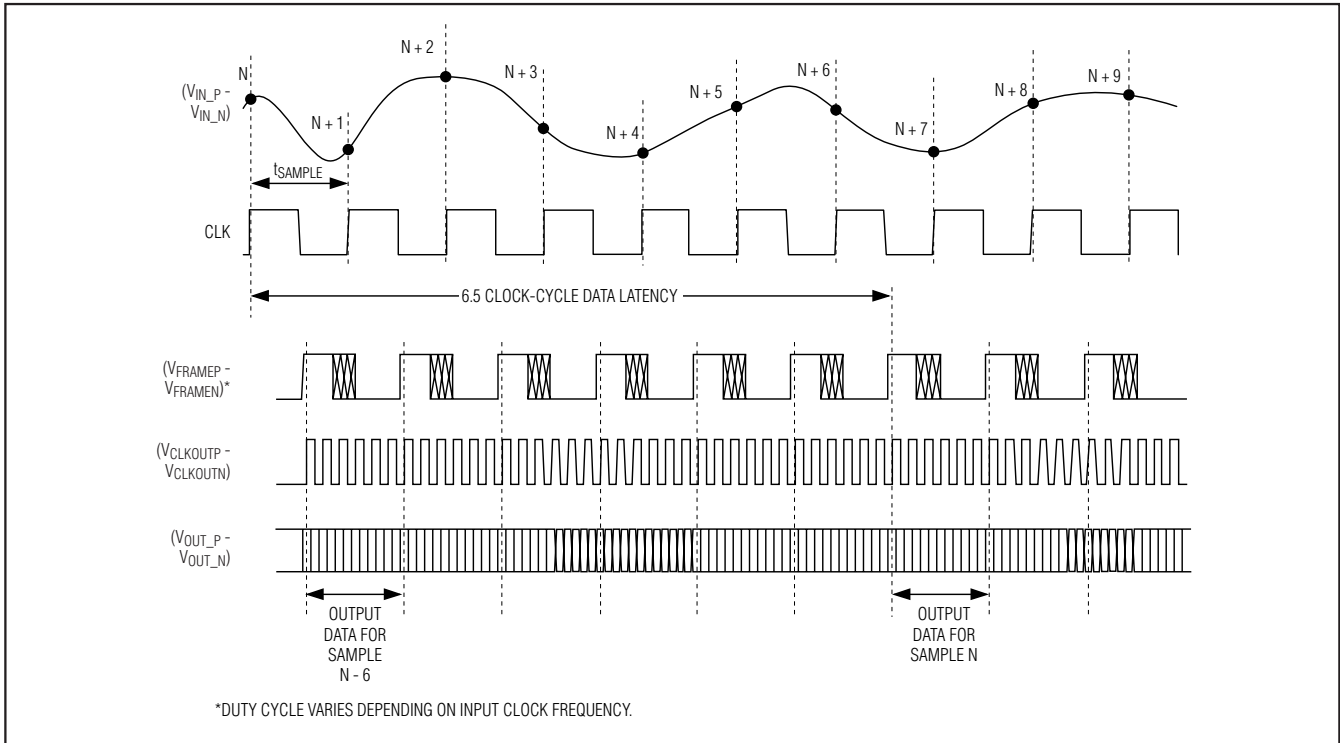 N
N + 1
N + 2
N + 3
N + 4
N + 5
N + 6
N + 7
N + 8
N + 9
(VIN_P -
VIN_N)
tSAMPLE
CLK
6.5 CLOCK-CYCLE DATA LATENCY
(VFRAMEP -
VFRAMEN)*
(VCLKOUTP -
VCLKOUTN)
(VOUT_P -
VOUT_N)
OUTPUT
DATA FOR
SAMPLE
N - 6
OUTPUT
DATA FOR
SAMPLE N
*DUTY CYCLE VARIES DEPENDING ON INPUT CLOCK FREQUENCY.